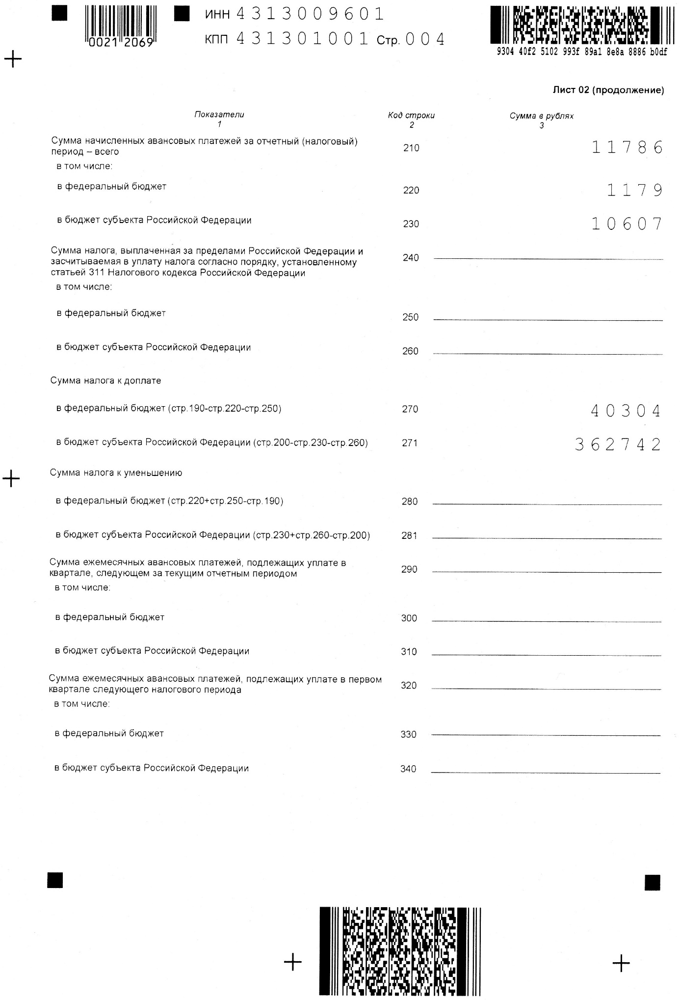 ИНН 4313009601
0021 2069
КПП 431301001 Стр. 004
9304 40f2 5102 993f 89a1 8e8a 8886 b0df
Лист 02 (продолжение)
Показатели Код строки Сумма в рублях
1 2 3
Сумма начисленных авансовых платежей за отчетный (налоговый)
период – всего 210 11786
в том числе:
в федеральный бюджет 220 1179
в бюджет субъекта Российской Федерации 230 10607
Сумма налога, выплаченная за пределами Российской Федерации и
засчитываемая в уплату налога согласно порядку, установленному 240
статьей 311 Налогового кодекса Российской Федерации
в том числе:
в федеральный бюджет 250
в бюджет субъекта Российской Федерации 260
Сумма налога к доплате
в федеральный бюджет (стр.190-стр.220-стр.250) 270 40304
в бюджет субъекта Российской Федерации (стр.200-стр.230-стр.260) 271 362742
Сумма налога к уменьшению
в федеральный бюджет (стр.220+стр.250-стр.190) 280
в бюджет субъекта Российской Федерации (стр.230+стр.260-стр.200) 281
Сумма ежемесячных авансовых платежей, подлежащих уплате в
квартале, следующем за текущим отчетным периодом 290
в том числе:
в федеральный бюджет 300
в бюджет субъекта Российской Федерации 310
Сумма ежемесячных авансовых платежей, подлежащих уплате в первом
квартале следующего налогового периода 320
в том числе:
в федеральный бюджет 330
в бюджет субъекта Российской Федерации 340